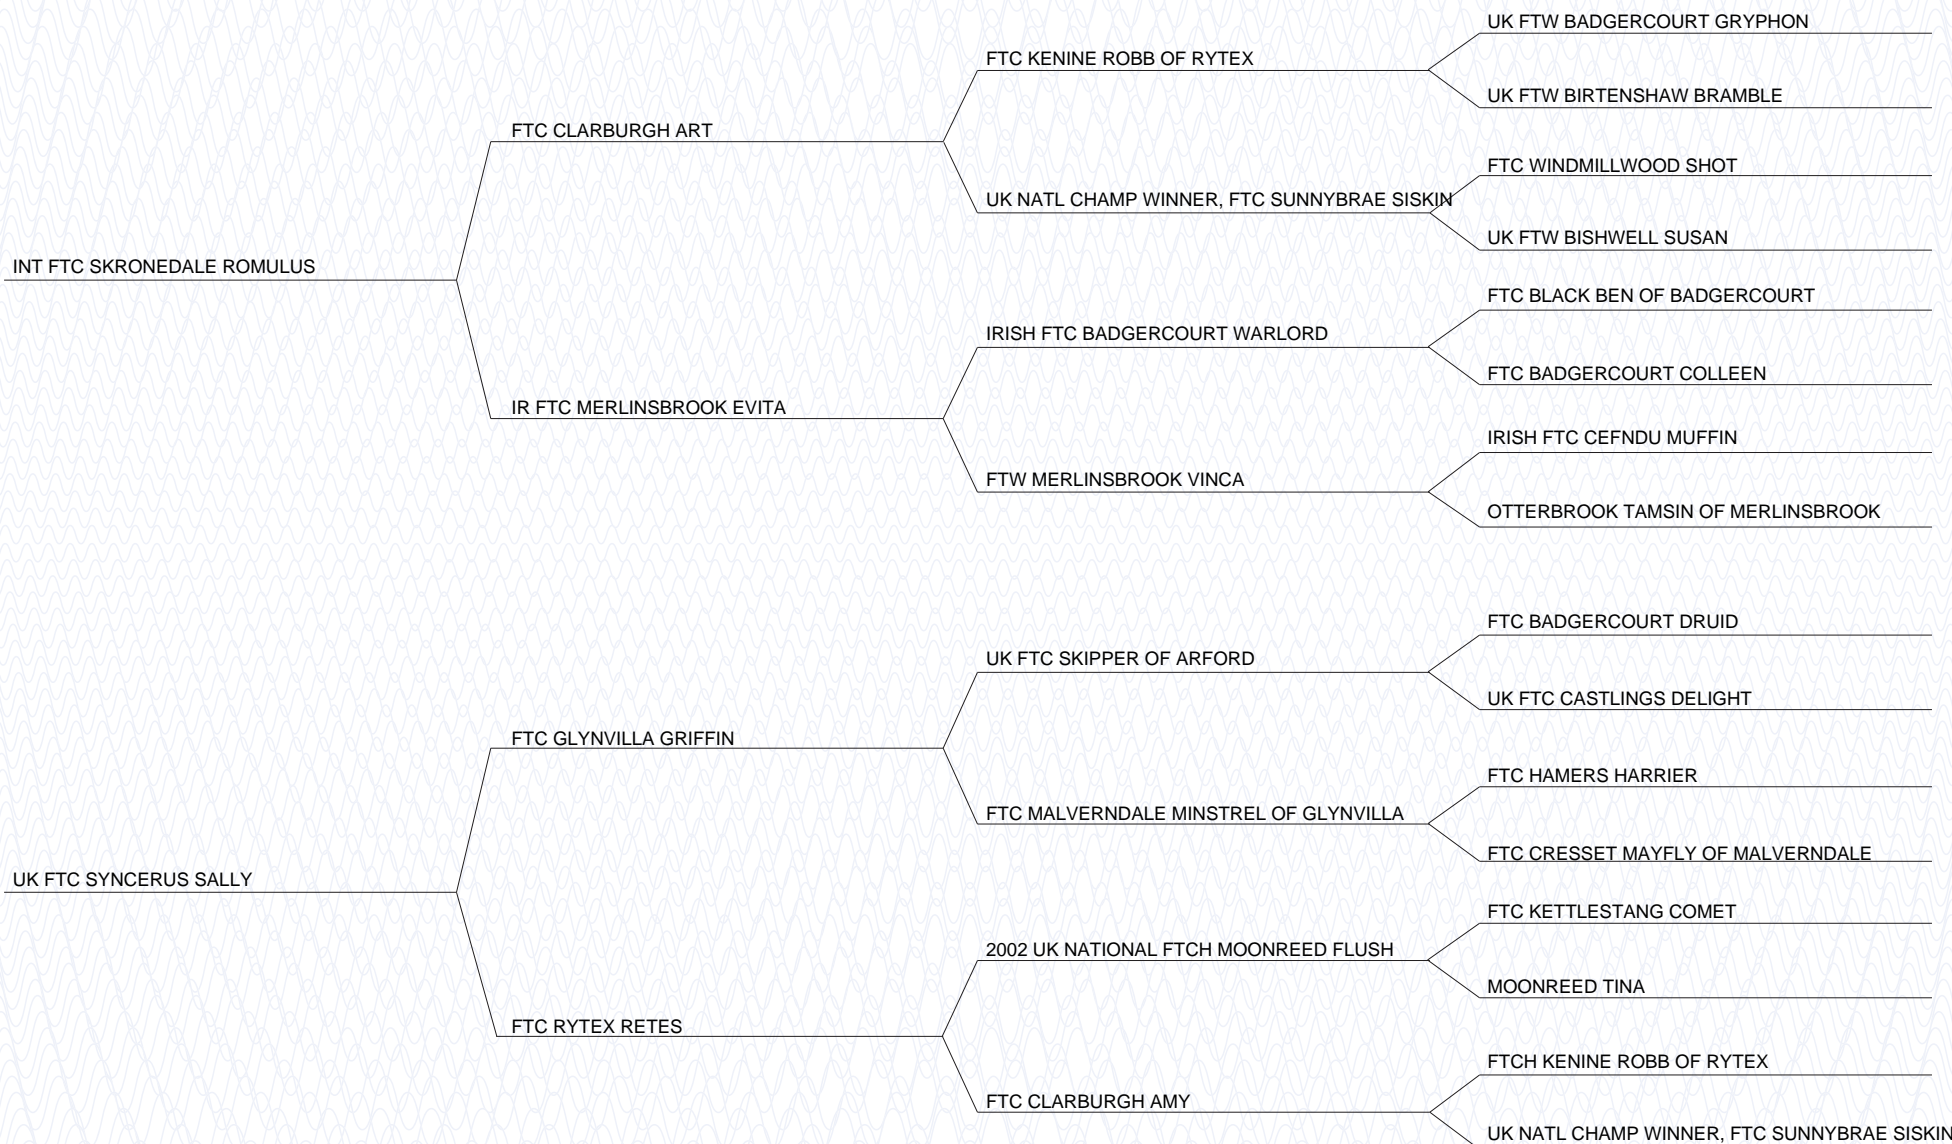 UK FTW BADGERCOURT GRYPHON
FTC KENINE ROBB OF RYTEX
UK FTW BIRTENSHAW BRAMBLE
FTC CLARBURGH ART
FTC WINDMILLWOOD SHOT
UK NATL CHAMP WINNER, FTC SUNNYBRAE SISKIN
UK FTW BISHWELL SUSAN
INT FTC SKRONEDALE ROMULUS
FTC BLACK BEN OF BADGERCOURT
IRISH FTC BADGERCOURT WARLORD
FTC BADGERCOURT COLLEEN
IR FTC MERLINSBROOK EVITA
IRISH FTC CEFNDU MUFFIN
FTW MERLINSBROOK VINCA
OTTERBROOK TAMSIN OF MERLINSBROOK
FTC BADGERCOURT DRUID
UK FTC SKIPPER OF ARFORD
UK FTC CASTLINGS DELIGHT
FTC GLYNVILLA GRIFFIN
FTC HAMERS HARRIER
FTC MALVERNDALE MINSTREL OF GLYNVILLA
FTC CRESSET MAYFLY OF MALVERNDALE
UK FTC SYNCERUS SALLY
FTC KETTLESTANG COMET
2002 UK NATIONAL FTCH MOONREED FLUSH
MOONREED TINA
FTC RYTEX RETES
FTCH KENINE ROBB OF RYTEX
FTC CLARBURGH AMY
UK NATL CHAMP WINNER, FTC SUNNYBRAE SISKIN